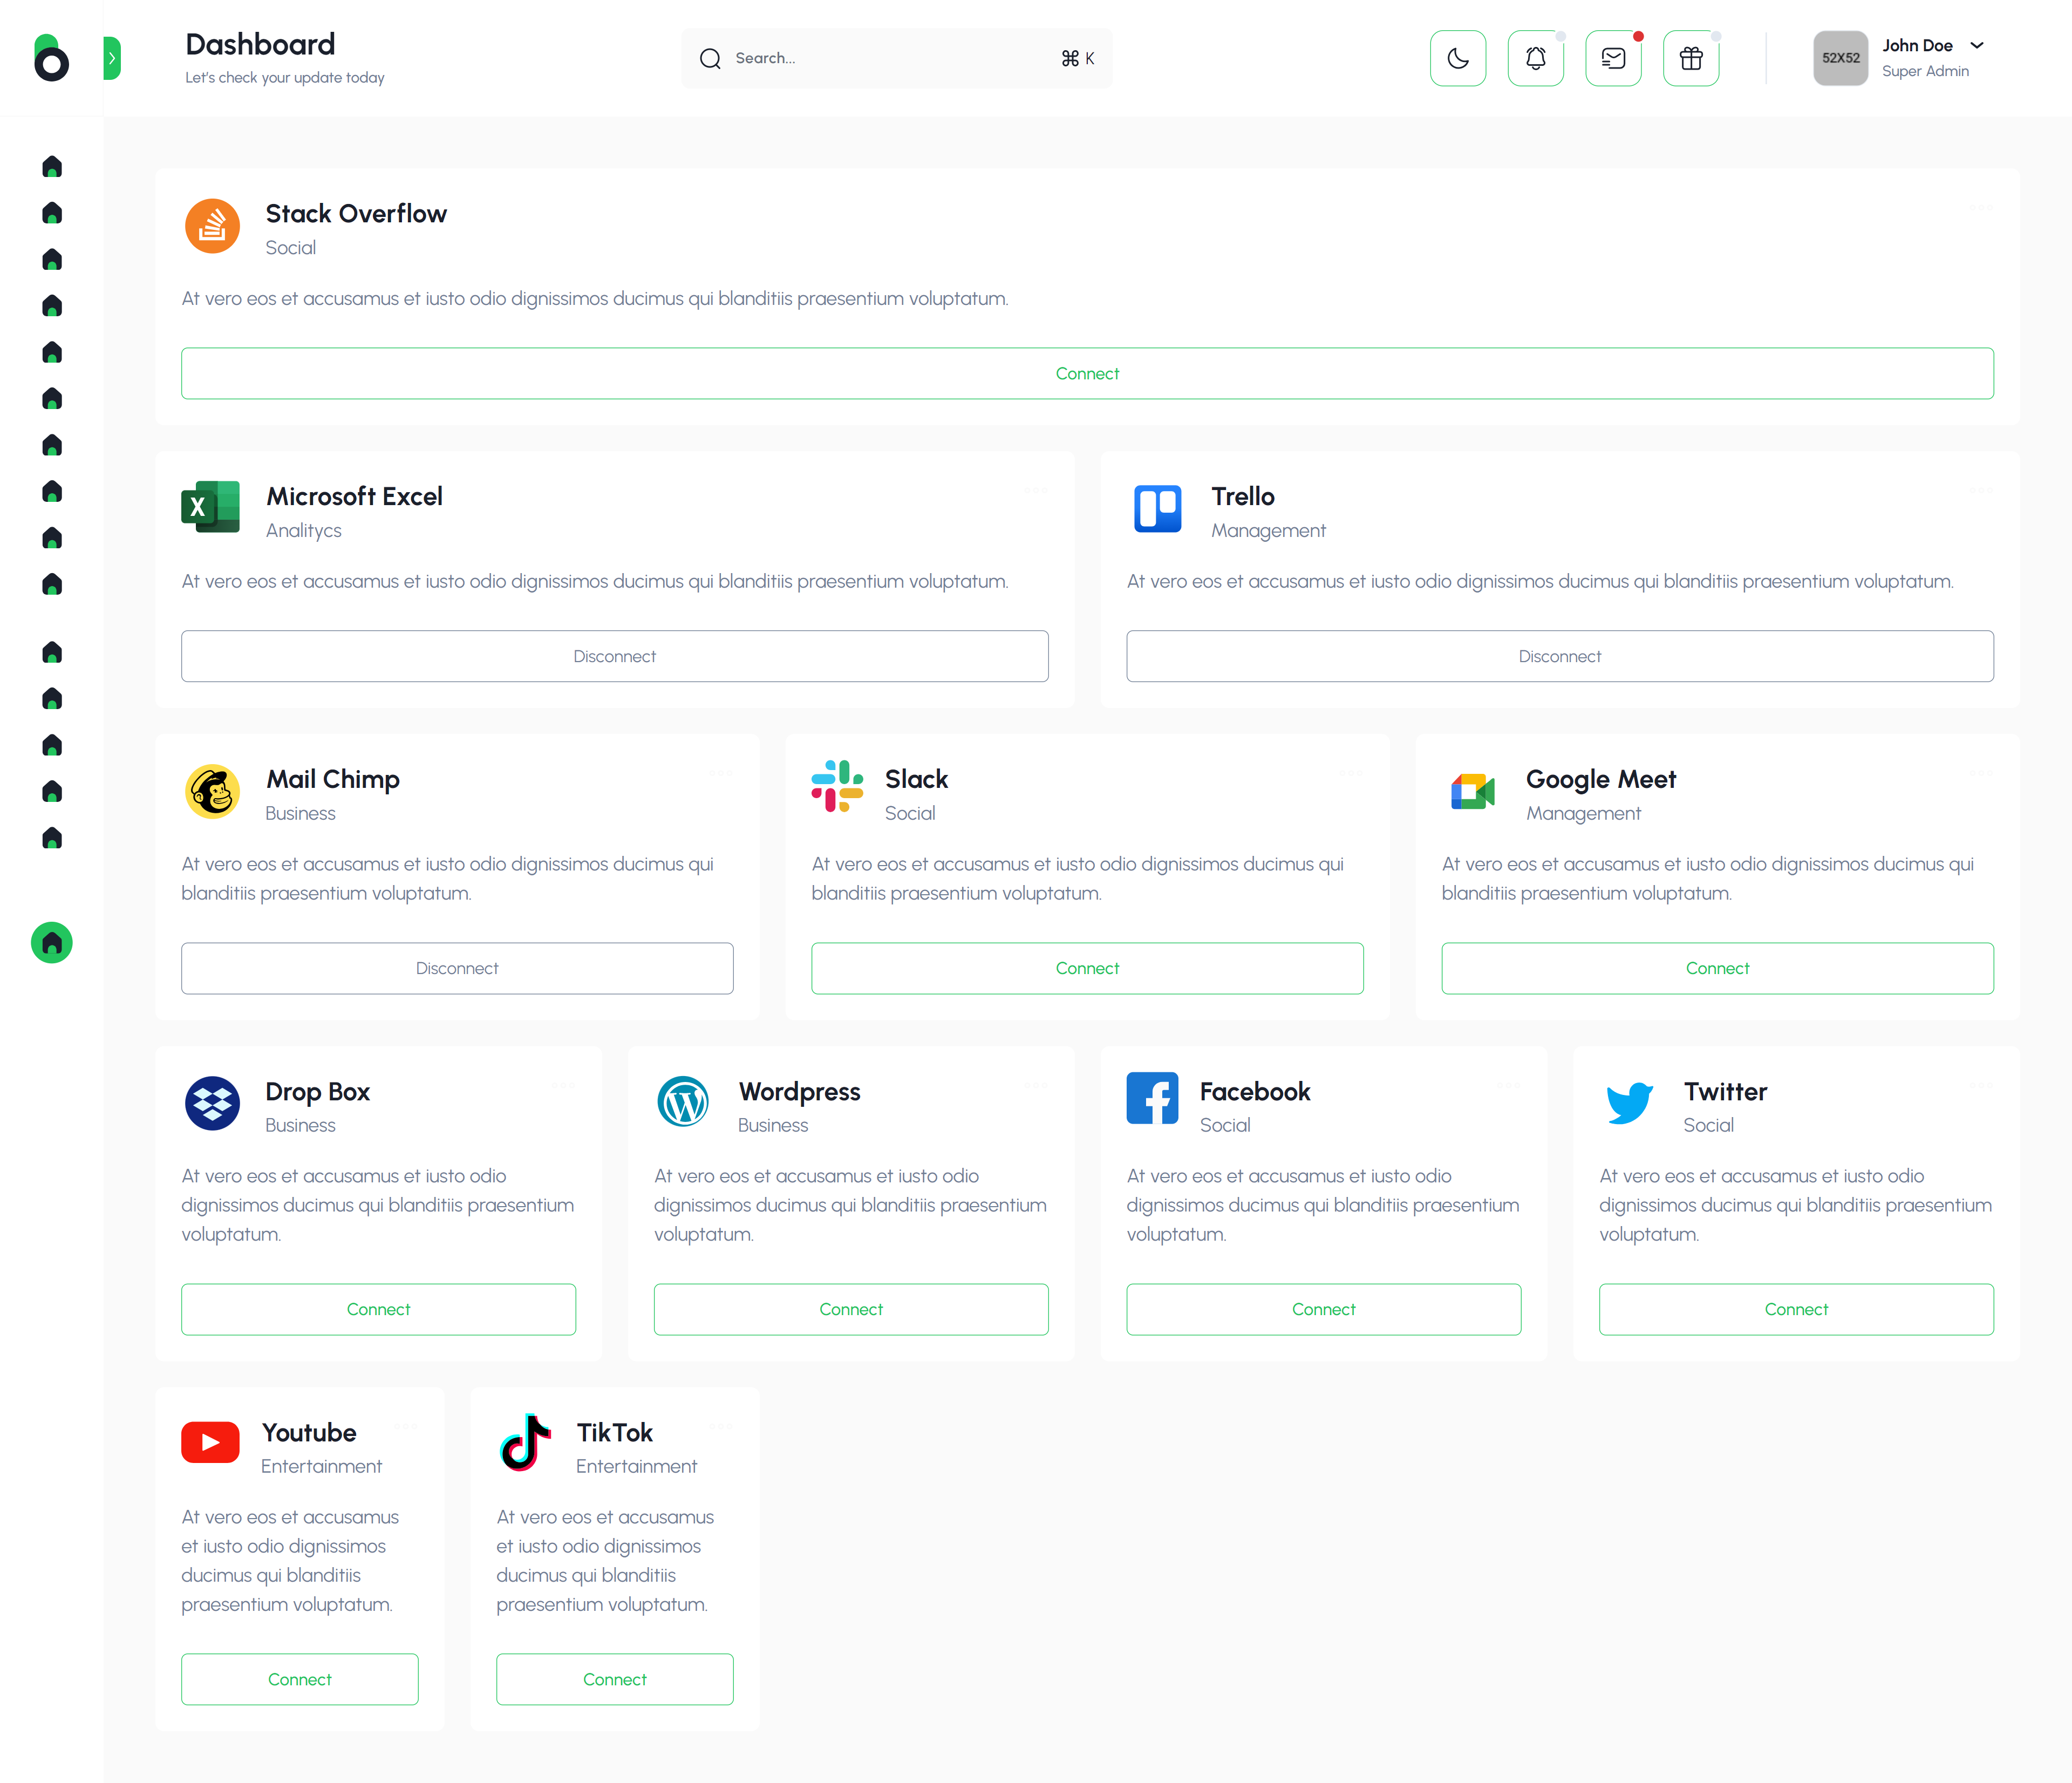 Dashboard
Let's check your update today
Search...
⌘ K
52X52
John Doe
Super Admin
Stack Overflow
Social
At vero eos et accusamus et iusto odio dignissimos ducimus qui blanditiis praesentium voluptatum.
Connect
Microsoft Excel
Analitycs
At vero eos et accusamus et iusto odio dignissimos ducimus qui blanditiis praesentium voluptatum.
Disconnect
Trello
Management
At vero eos et accusamus et iusto odio dignissimos ducimus qui blanditiis praesentium voluptatum.
Disconnect
Mail Chimp
Business
At vero eos et accusamus et iusto odio dignissimos ducimus qui
blanditiis praesentium voluptatum.
Disconnect
Slack
Social
At vero eos et accusamus et iusto odio dignissimos ducimus qui
blanditiis praesentium voluptatum.
Connect
Google Meet
Management
At vero eos et accusamus et iusto odio dignissimos ducimus qui
blanditiis praesentium voluptatum.
Connect
Drop Box
Business
At vero eos et accusamus et iusto odio
dignissimos ducimus qui blanditiis praesentium
voluptatum.
Connect
Wordpress
Business
At vero eos et accusamus et iusto odio
dignissimos ducimus qui blanditiis praesentium
voluptatum.
Connect
Facebook
Social
At vero eos et accusamus et iusto odio
dignissimos ducimus qui blanditiis praesentium
voluptatum.
Connect
Twitter
Social
At vero eos et accusamus et iusto odio
dignissimos ducimus qui blanditiis praesentium
voluptatum.
Connect
Youtube
Entertainment
At vero eos et accusamus
et iusto odio dignissimos
ducimus qui blanditiis
praesentium voluptatum.
Connect
TikTok
Entertainment
At vero eos et accusamus
et iusto odio dignissimos
ducimus qui blanditiis
praesentium voluptatum.
Connect